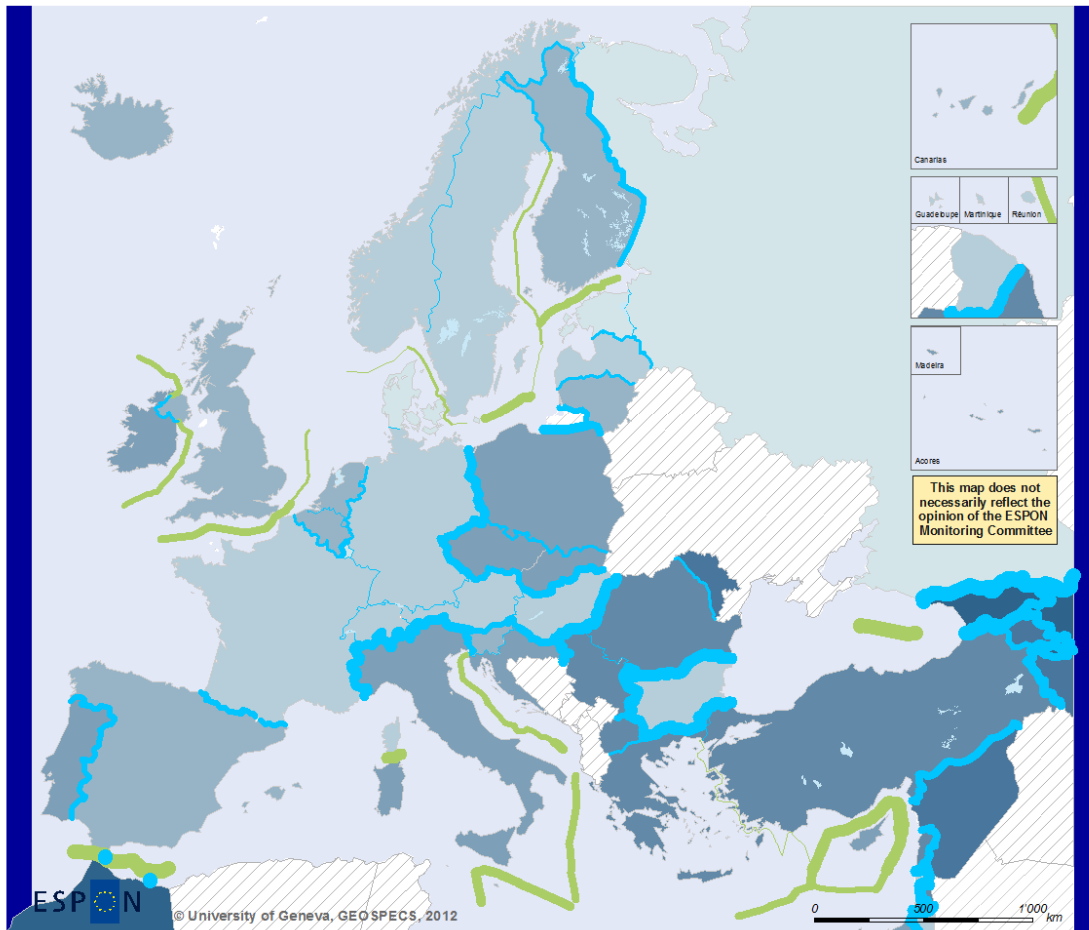 Canarias
Guadeloupe Martinique Réunion
Madeira
Acores
This map does not
necessarily reflect the
opinion of the ESPON
Monitoring Committee
ESPON
© University of Geneva, GEOSPECS, 2012
0 500 1'000
km